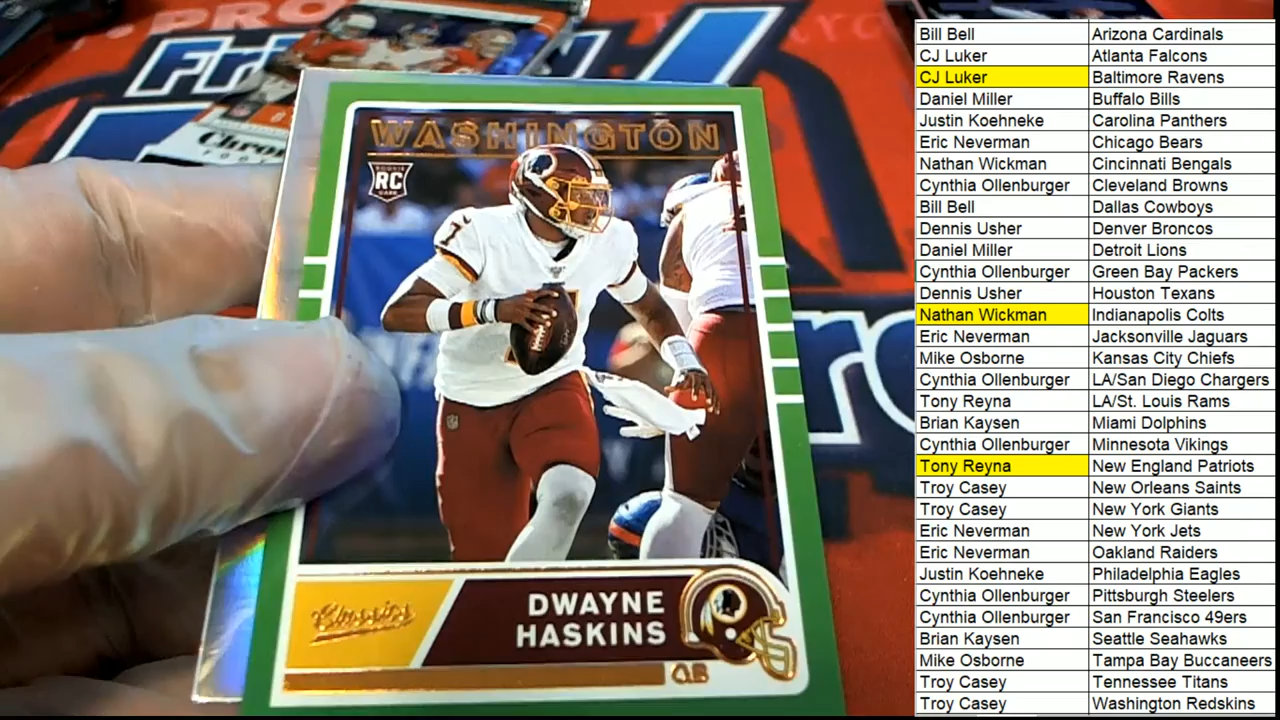 PRO
Fri
Chro
WASHINGTON
ROOKIE
RC
CARD
7
Classics
DWAYNE
HASKINS
QB
Bill Bell Arizona Cardinals
CJ Luker Atlanta Falcons
CJ Luker Baltimore Ravens
Daniel Miller Buffalo Bills
Justin Koehneke Carolina Panthers
Eric Neverman Chicago Bears
Nathan Wickman Cincinnati Bengals
Cynthia Ollenburger Cleveland Browns
Bill Bell Dallas Cowboys
Dennis Usher Denver Broncos
Daniel Miller Detroit Lions
Cynthia Ollenburger Green Bay Packers
Dennis Usher Houston Texans
Nathan Wickman Indianapolis Colts
Eric Neverman Jacksonville Jaguars
Mike Osborne Kansas City Chiefs
Cynthia Ollenburger LA/San Diego Chargers
Tony Reyna LA/St. Louis Rams
Brian Kaysen Miami Dolphins
Cynthia Ollenburger Minnesota Vikings
Tony Reyna New England Patriots
Troy Casey New Orleans Saints
Troy Casey New York Giants
Eric Neverman New York Jets
Eric Neverman Oakland Raiders
Justin Koehneke Philadelphia Eagles
Cynthia Ollenburger Pittsburgh Steelers
Cynthia Ollenburger San Francisco 49ers
Brian Kaysen Seattle Seahawks
Mike Osborne Tampa Bay Buccaneers
Troy Casey Tennessee Titans
Troy Casey Washington Redskins